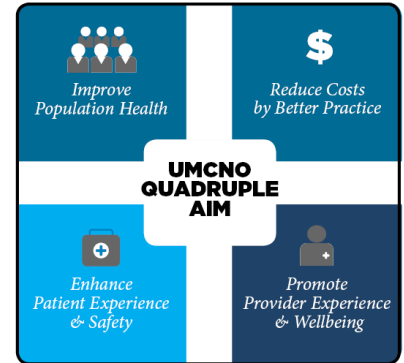 $
Improve
Population Health
Reduce Costs
by Better Practice
UMCNO
QUADRUPLE
AIM
Enhance
Patient Experience
& Safety
Promote
Provider Experience
& Wellbeing